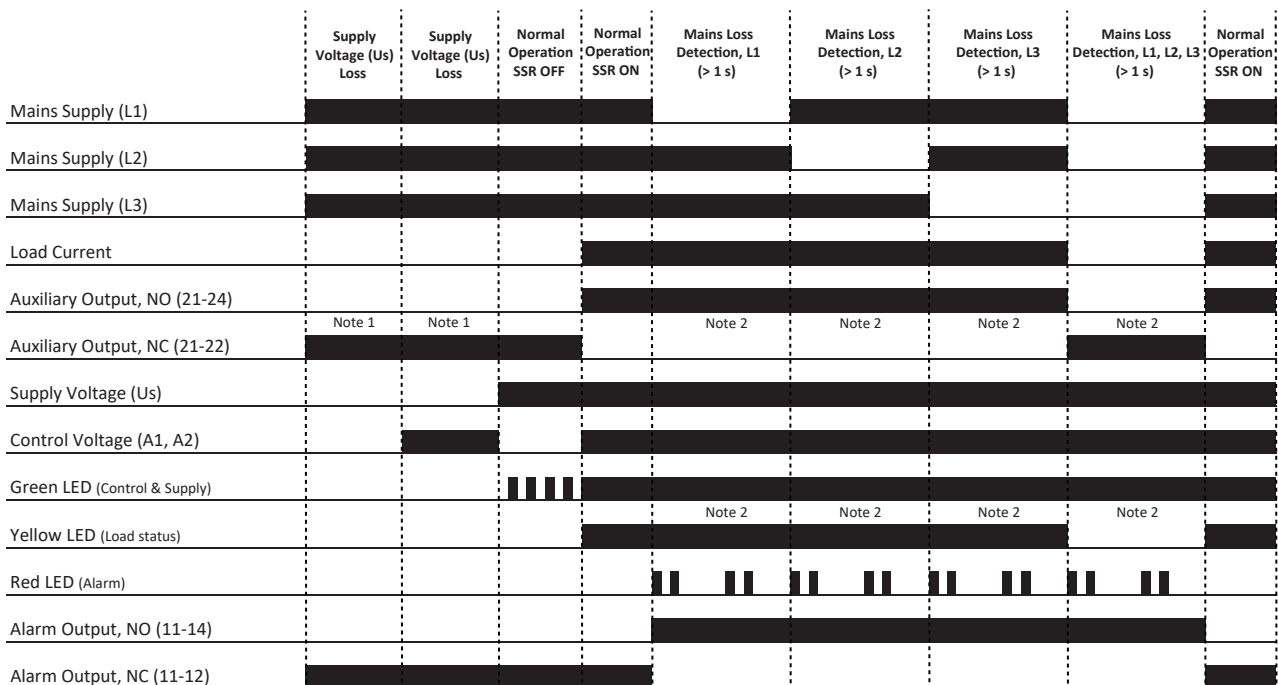 Supply
Voltage (Us)
Loss
Supply
Voltage (Us)
Loss
Normal
Operation
SSR OFF
Normal
Operation
SSR ON
Mains Loss
Detection, L1
(> 1 s)
Mains Loss
Detection, L2
(> 1 s)
Mains Loss
Detection, L3
(> 1 s)
Mains Loss
Detection, L1, L2, L3
(> 1 s)
Normal
Operation
SSR ON
Mains Supply (L1)
Mains Supply (L2)
Mains Supply (L3)
Load Current
Auxiliary Output, NO (21-24)
Note 1 Note 1 Note 2 Note 2 Note 2 Note 2
Auxiliary Output, NC (21-22)
Supply Voltage (Us)
Control Voltage (A1, A2)
Green LED (Control & Supply)
Note 2 Note 2 Note 2 Note 2
Yellow LED (Load status)
Red LED (Alarm)
Alarm Output, NO (11-14)
Alarm Output, NC (11-12)